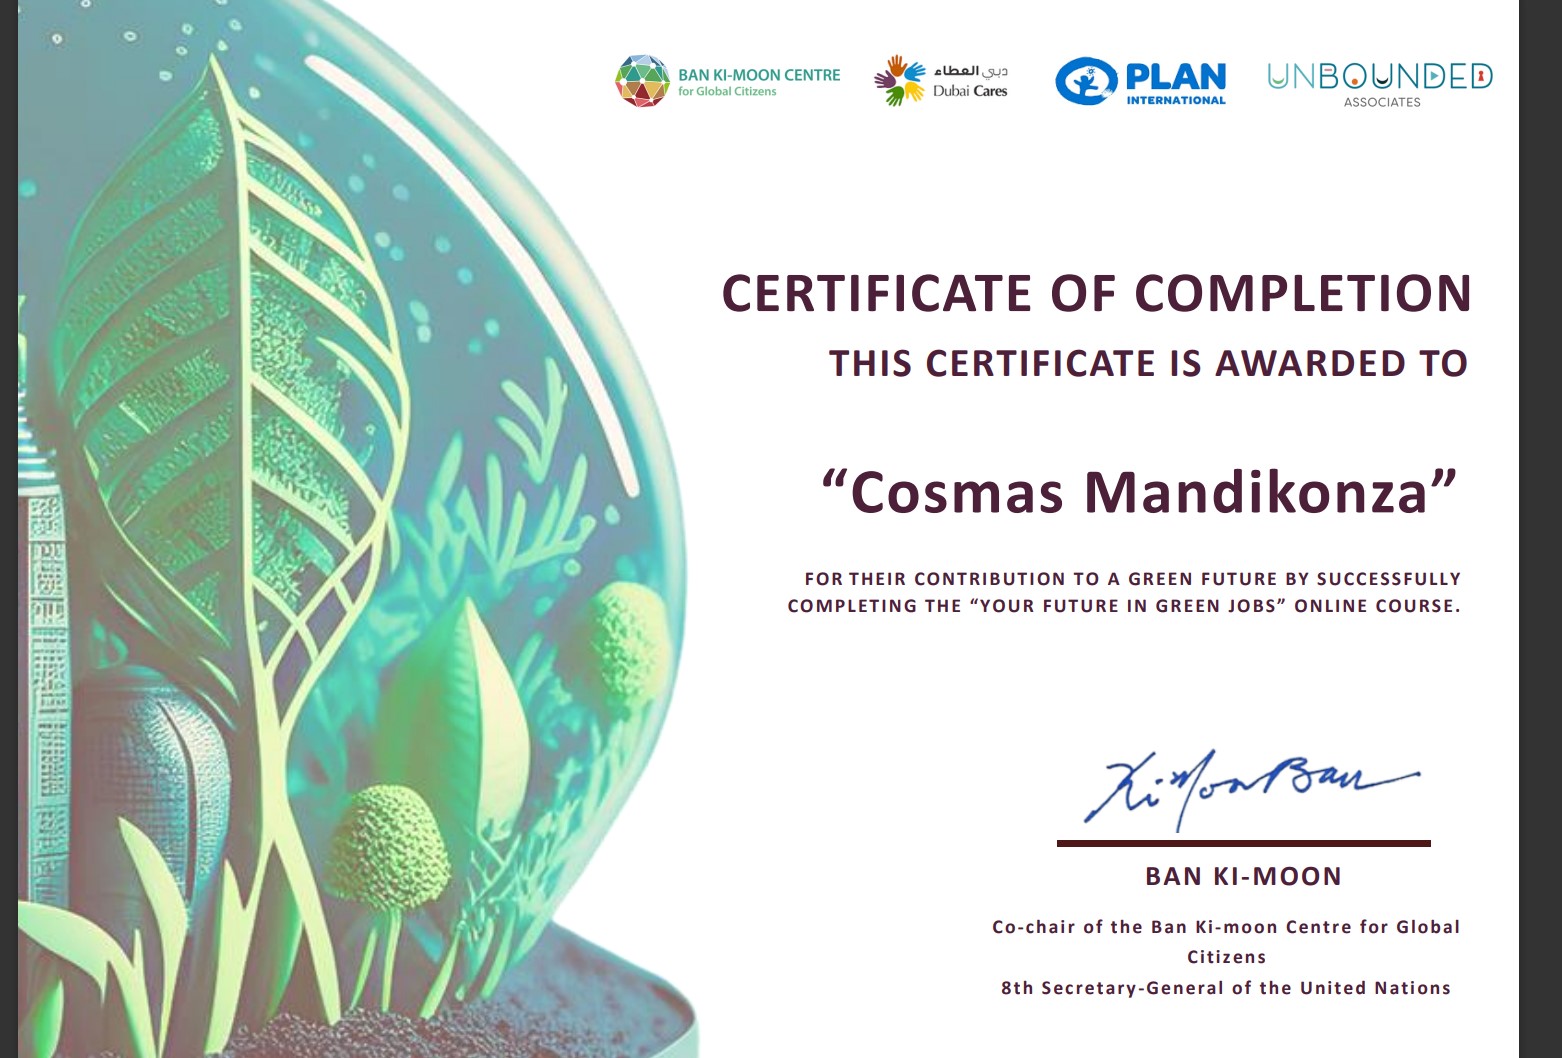 BAN KI-MOON CENTRE
for Global Citizens
دبي العطاء
Dubai Cares
PLAN
INTERNATIONAL
UNBOUNDED
ASSOCIATES
CERTIFICATE OF COMPLETION
THIS CERTIFICATE IS AWARDED TO
“Cosmas Mandikonza”
FOR THEIR CONTRIBUTION TO A GREEN FUTURE BY SUCCESSFULLY
COMPLETING THE “YOUR FUTURE IN GREEN JOBS” ONLINE COURSE.
Ki Moon Ban
BAN KI-MOON
Co-chair of the Ban Ki-moon Centre for Global
Citizens
8th Secretary-General of the United Nations